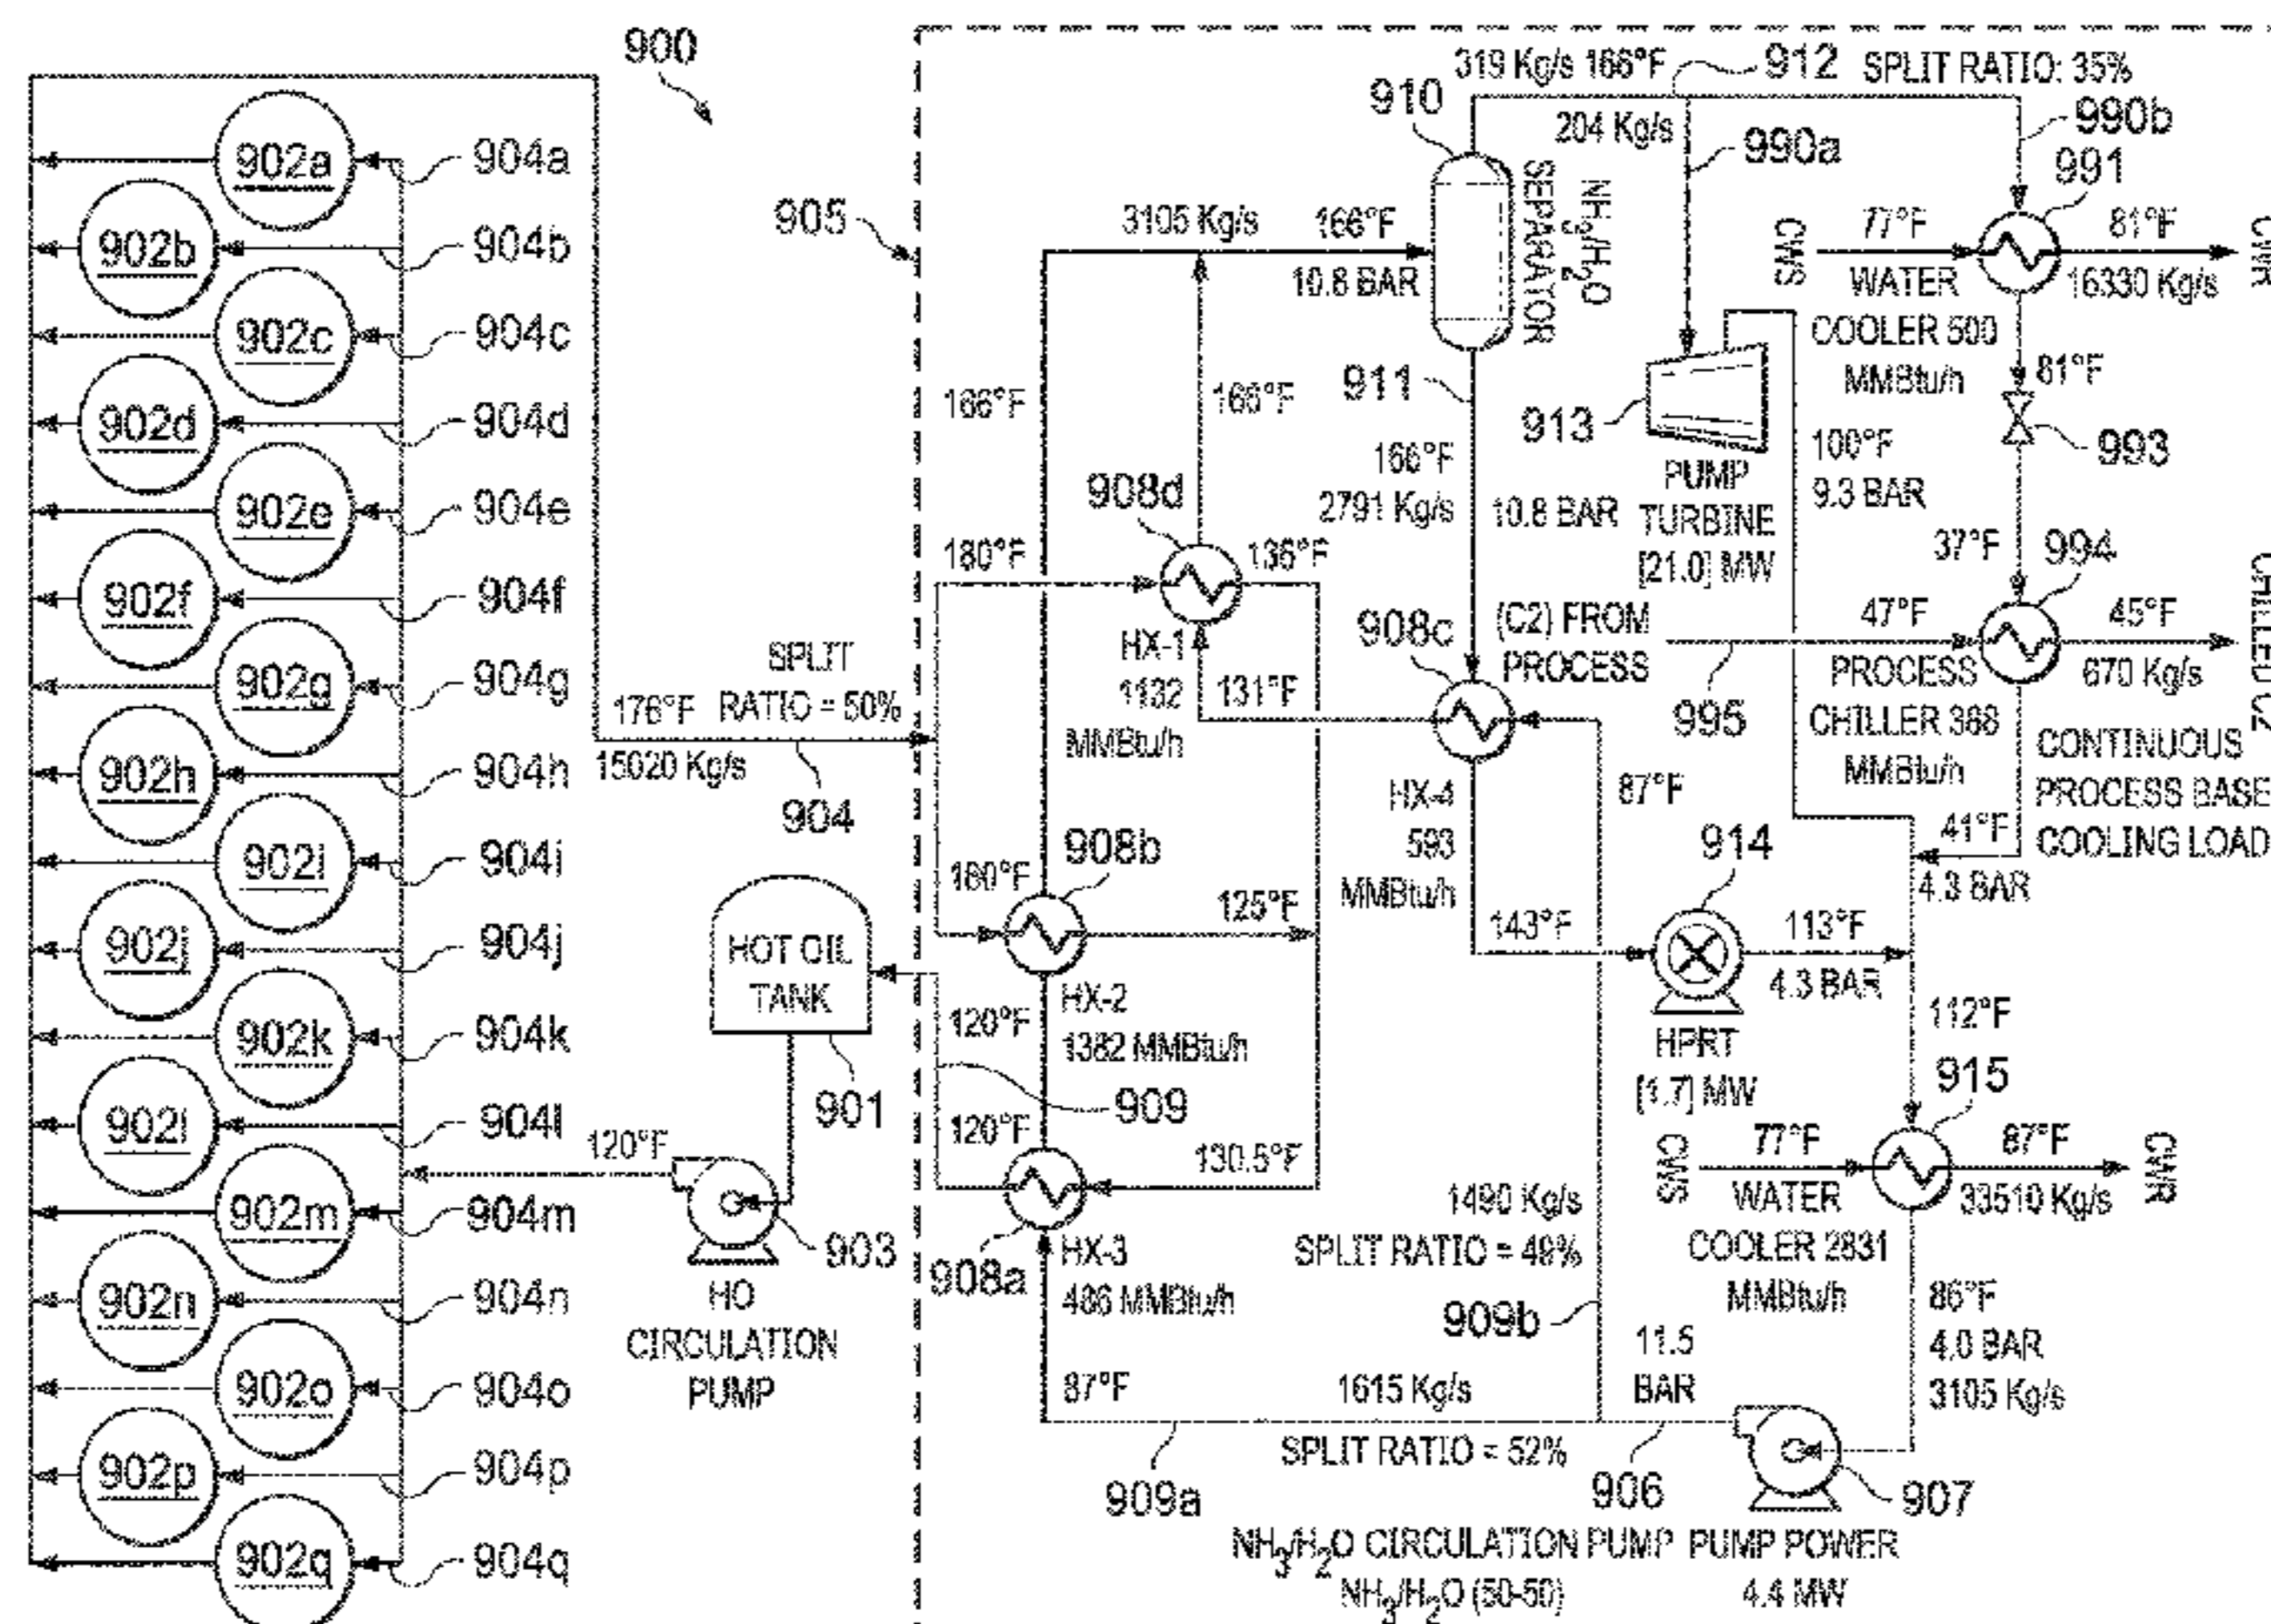 900
902a
904a
902b
904b
902c
904c
902d
904d
902e
904e
902f
904f
902g
904g
902h
904h
902i
904i
902j
904j
902k
904k
902l
904l
902m
904m
902n
904n
902o
904o
902p
904p
902q
904q
SPLIT
RATIO = 50%
176°F
15020 Kg/s
904
HOT OIL
TANK
901
120°F
903
HO
CIRCULATION
PUMP
905
319 Kg/s 166°F
912
SPLIT RATIO: 35%
910
204 Kg/s
990a
990b
991
NH3/H2O
SEPARATOR
3105 Kg/s
166°F
10.8 BAR
CWS
77°F
81°F
CWR
WATER
COOLER 500
MMBtu/h
16330 Kg/s
81°F
993
911
166°F
166°F
166°F
2791 Kg/s
10.8 BAR
913
PUMP
TURBINE
[21.0] MW
100°F
9.3 BAR
37°F
994
908d
180°F
136°F
HX-1
1132
MMBtu/h
131°F
908c
(C2) FROM
PROCESS
47°F
45°F
995
PROCESS
CHILLER 368
MMBtu/h
670 Kg/s
CHILLED C2
CONTINUOUS
PROCESS BASE
COOLING LOAD
HX-4
593
MMBtu/h
87°F
914
41°F
4.3 BAR
908b
180°F
125°F
143°F
113°F
4.3 BAR
HX-2
1382 MMBtu/h
120°F
909
HPRT
[1.7] MW
112°F
915
120°F
130.5°F
CWS
77°F
87°F
CWR
WATER
COOLER 2831
MMBtu/h
33510 Kg/s
908a
HX-3
486 MMBtu/h
1490 Kg/s
SPLIT RATIO = 49%
909b
86°F
4.0 BAR
3105 Kg/s
87°F
1615 Kg/s
11.5
BAR
SPLIT RATIO = 52%
909a
906
907
NH3/H2O CIRCULATION PUMP
NH3/H2O (50-50)
PUMP POWER
4.4 MW